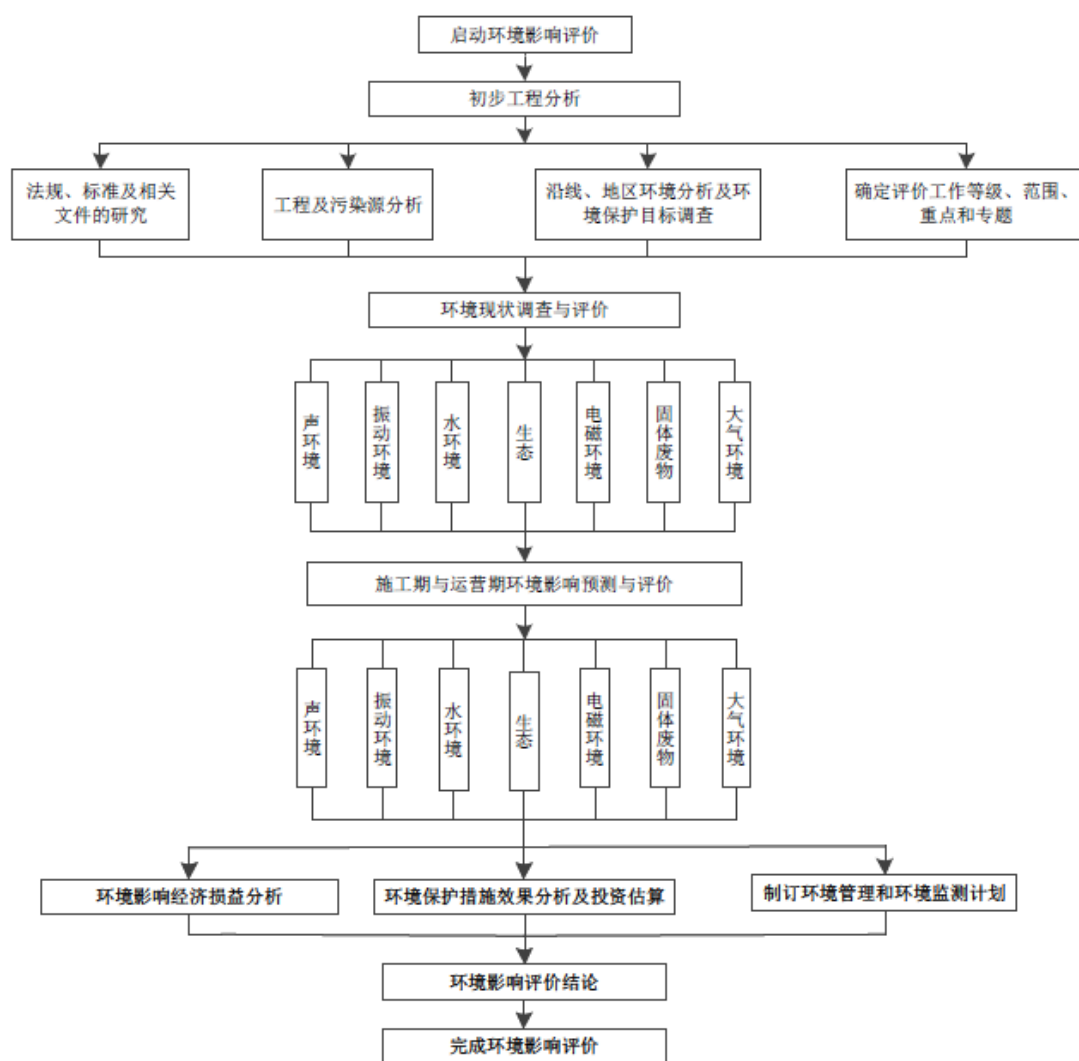 启动环境影响评价
初步工程分析
法规、标准及相关
文件的研究
工程及污染源分析
沿线、地区环境分析及环
境保护目标调查
确定评价工作等级、范围、
重点和专题
环境现状调查与评价
声环境
振动环境
水环境
生态
电磁环境
固体废物
大气环境
施工期与运营期环境影响预测与评价
声环境
振动环境
水环境
生态
电磁环境
固体废物
大气环境
环境影响经济损益分析
环境保护措施效果分析及投资估算
制订环境管理和环境监测计划
环境影响评价结论
完成环境影响评价